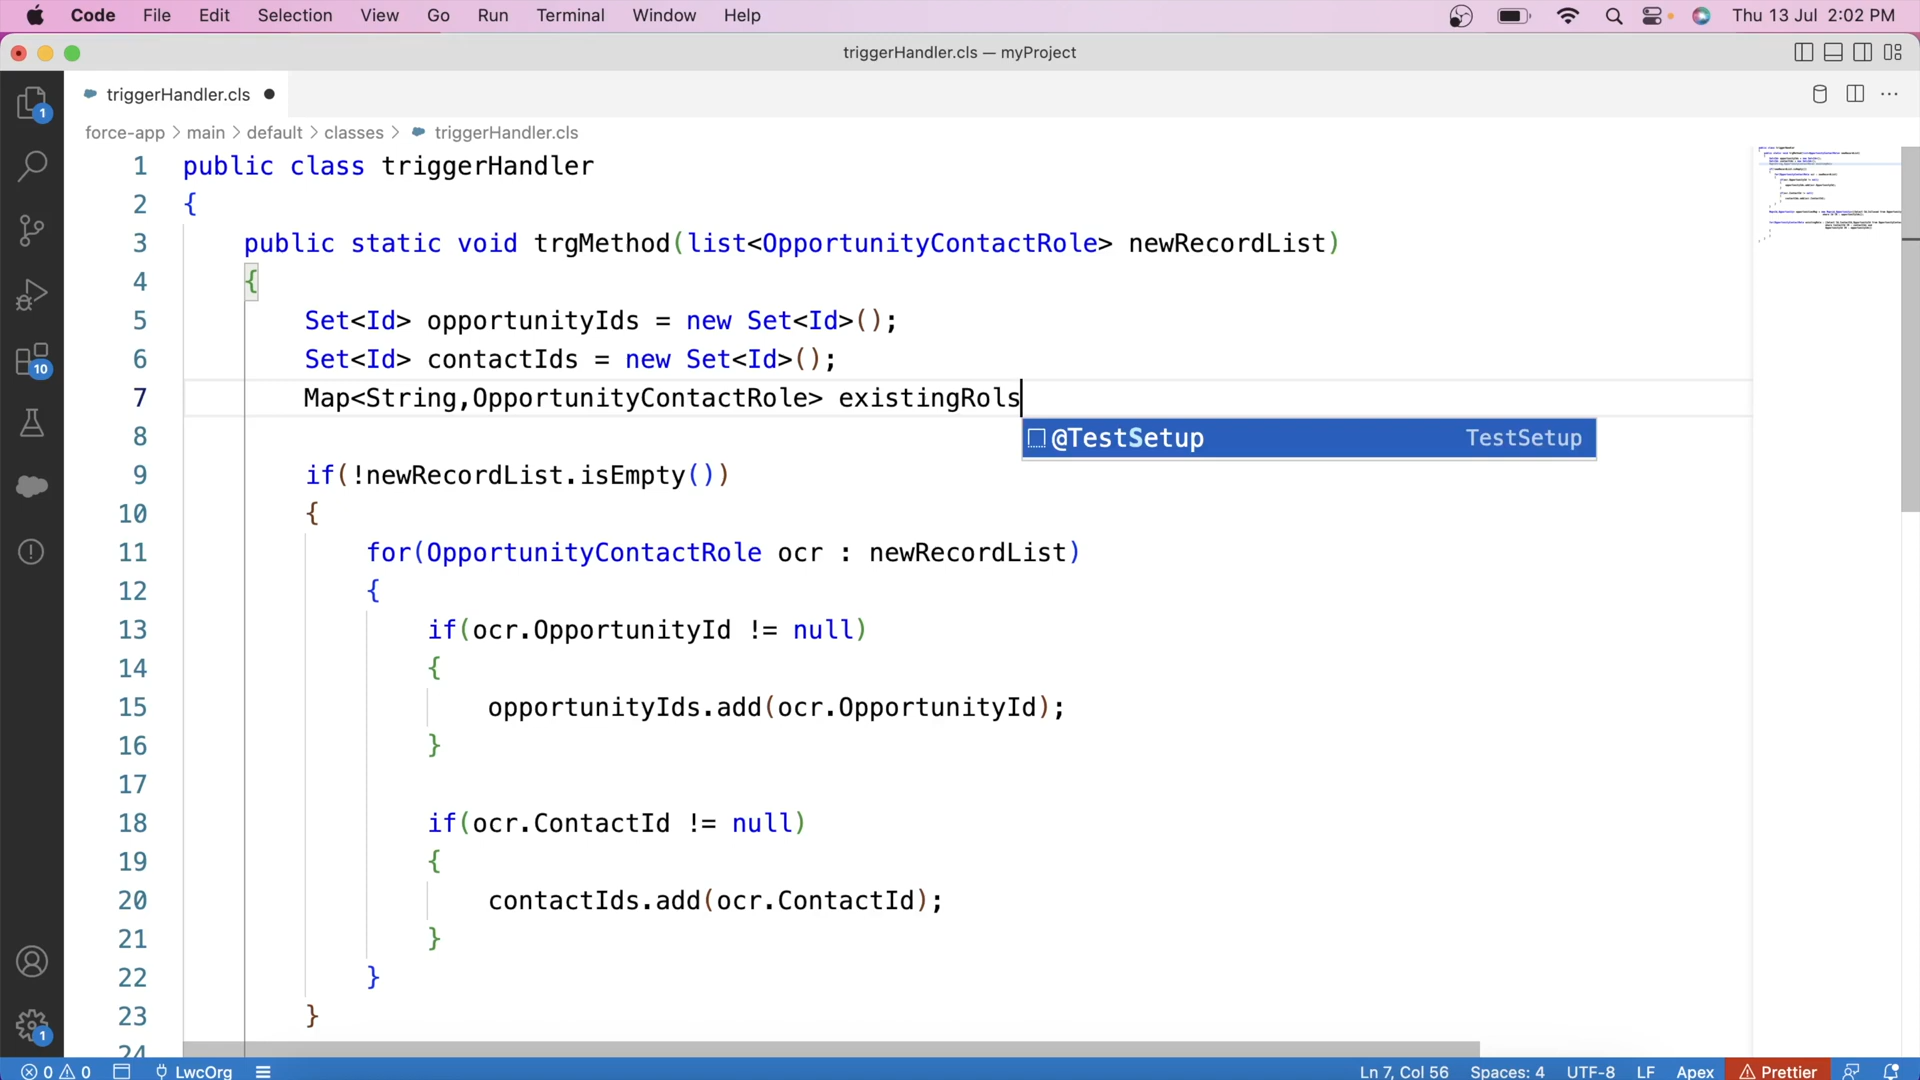 Code File Edit Selection View Go Run Terminal Window Help Thu 13 Jul 2:02 PM
triggerHandler.cls — myProject
triggerHandler.cls
force-app > main > default > classes > triggerHandler.cls
1 public class triggerHandler
2 {
3 public static void trgMethod(list<OpportunityContactRole> newRecordList)
4 {
5 Set<Id> opportunityIds = new Set<Id>();
6 Set<Id> contactIds = new Set<Id>();
7 Map<String,OpportunityContactRole> existingRols
@TestSetup TestSetup
8
9 if(!newRecordList.isEmpty())
10 {
11 for(OpportunityContactRole ocr : newRecordList)
12 {
13 if(ocr.OpportunityId != null)
14 {
15 opportunityIds.add(ocr.OpportunityId);
16 }
17
18 if(ocr.ContactId != null)
19 {
20 contactIds.add(ocr.ContactId);
21 }
22 }
23 }
24
1
10
1
0 0 LwcOrg Ln 7, Col 56 Spaces: 4 UTF-8 LF Apex Prettier